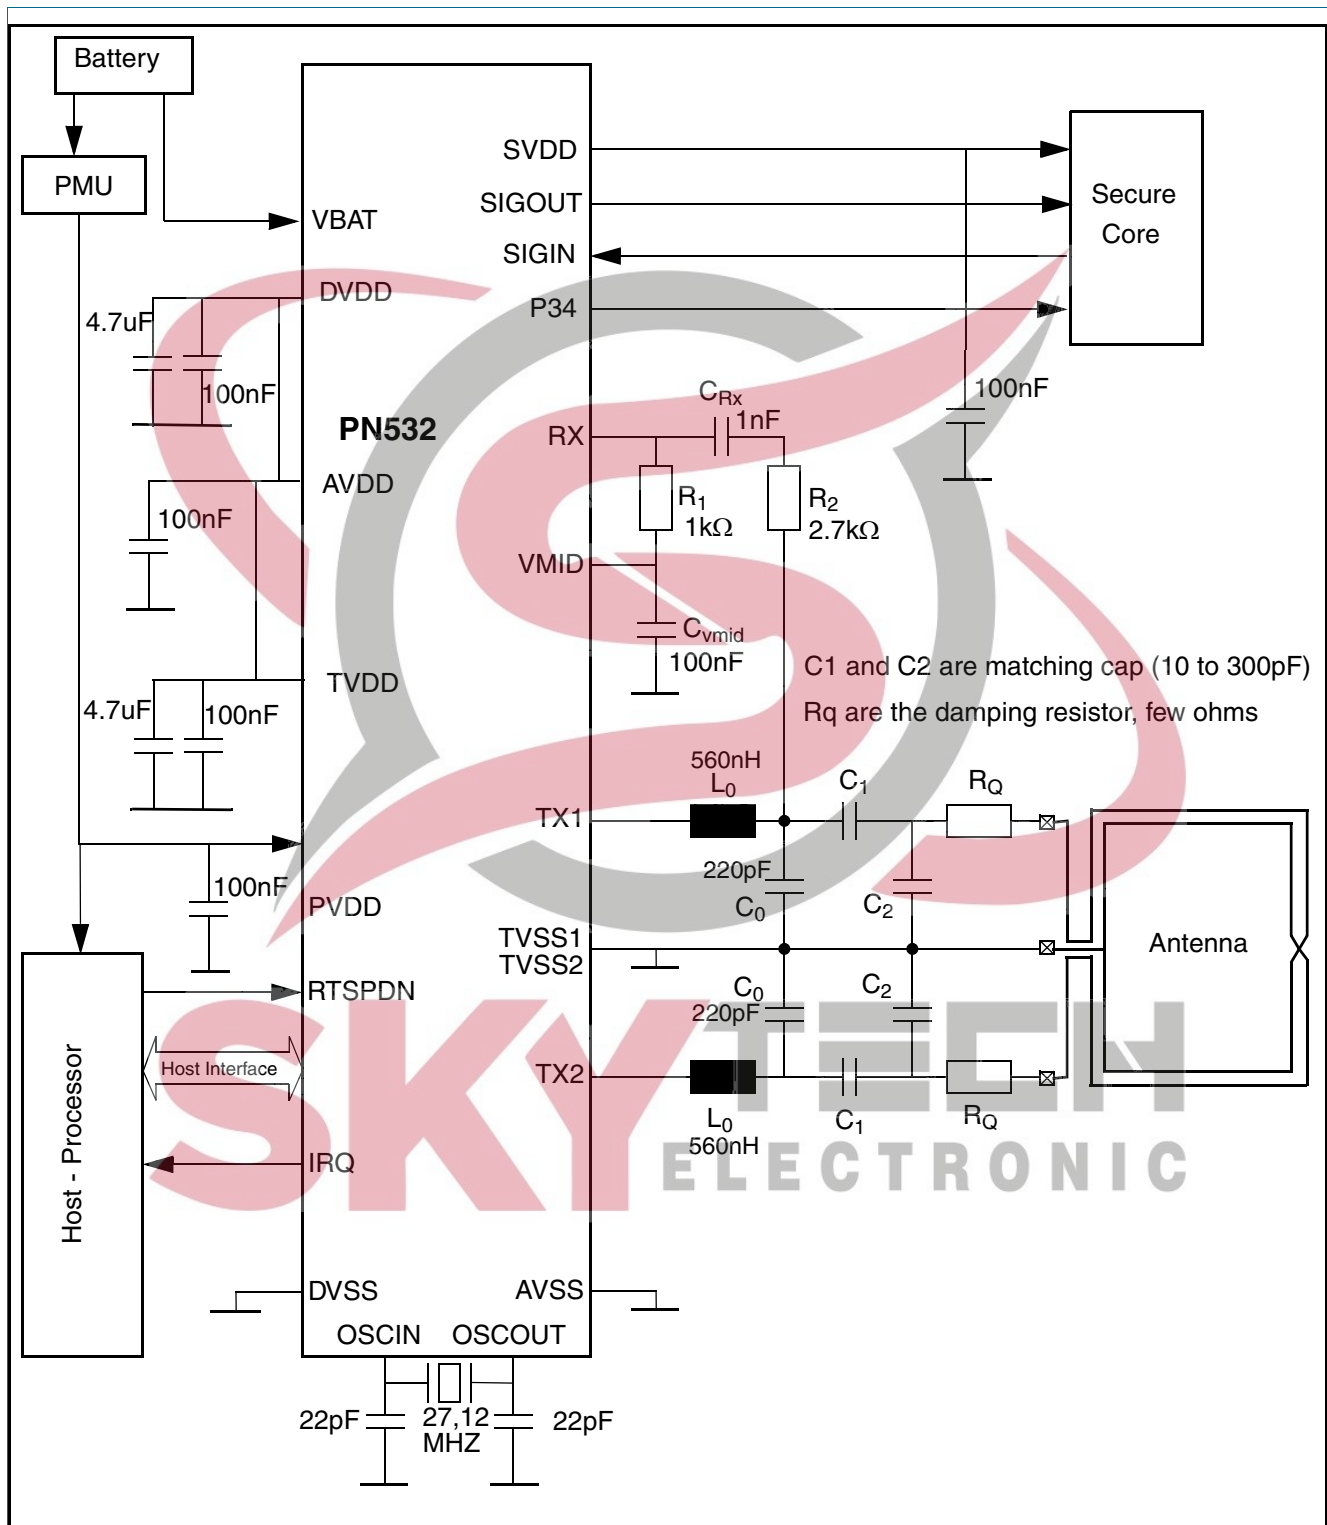 Battery
PMU
VBAT
DVDD
4.7uF
100nF
PN532
AVDD
100nF
TVDD
4.7uF
100nF
100nF
PVDD
RTSPDN
Host Interface
Host - Processor
IRQ
DVSS
AVSS
OSCIN
OSCOUT
22pF
27,12
MHZ
22pF
SVDD
SIGOUT
SIGIN
P34
Secure
Core
100nF
RX
CRx
1nF
R1
1kΩ
R2
2.7kΩ
VMID
Cvmid
100nF
C1 and C2 are matching cap (10 to 300pF)
Rq are the damping resistor, few ohms
560nH
L0
TX1
C1
RQ
220pF
C0
C2
TVSS1
TVSS2
Antenna
C0
220pF
C2
TX2
L0
560nH
C1
RQ
SKYTECH
ELECTRONIC